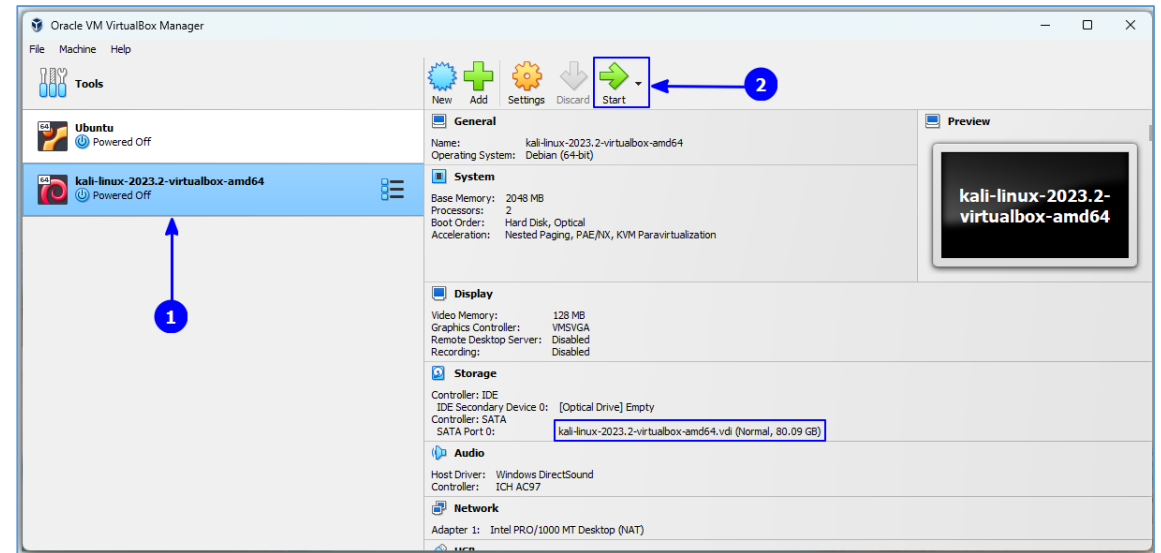 Oracle VM VirtualBox Manager
File Machine Help
Tools
New Add Settings Discard Start
2
64
Ubuntu
Powered Off
64
kali-linux-2023.2-virtualbox-amd64
Powered Off
1
General
Name: kali-linux-2023.2-virtualbox-amd64
Operating System: Debian (64-bit)
System
Base Memory: 2048 MB
Processors: 2
Boot Order: Hard Disk, Optical
Acceleration: Nested Paging, PAE/NX, KVM Paravirtualization
Preview
kali-linux-2023.2-
virtualbox-amd64
Display
Video Memory: 128 MB
Graphics Controller: VMSVGA
Remote Desktop Server: Disabled
Recording: Disabled
Storage
Controller: IDE
IDE Secondary Device 0: [Optical Drive] Empty
Controller: SATA
SATA Port 0: kali-linux-2023.2-virtualbox-amd64.vdi (Normal, 80.09 GB)
Audio
Host Driver: Windows DirectSound
Controller: ICH AC97
Network
Adapter 1: Intel PRO/1000 MT Desktop (NAT)